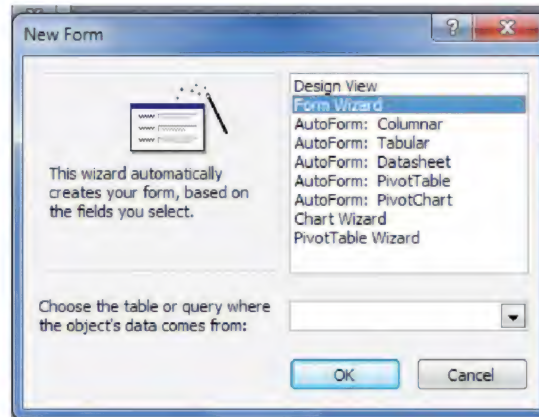 New Form
?
X
This wizard automatically
creates your form, based on
the fields you select.
Design View
Form Wizard
AutoForm: Columnar
AutoForm: Tabular
AutoForm: Datasheet
AutoForm: PivotTable
AutoForm: PivotChart
Chart Wizard
PivotTable Wizard
Choose the table or query where
the object's data comes from:
OK
Cancel